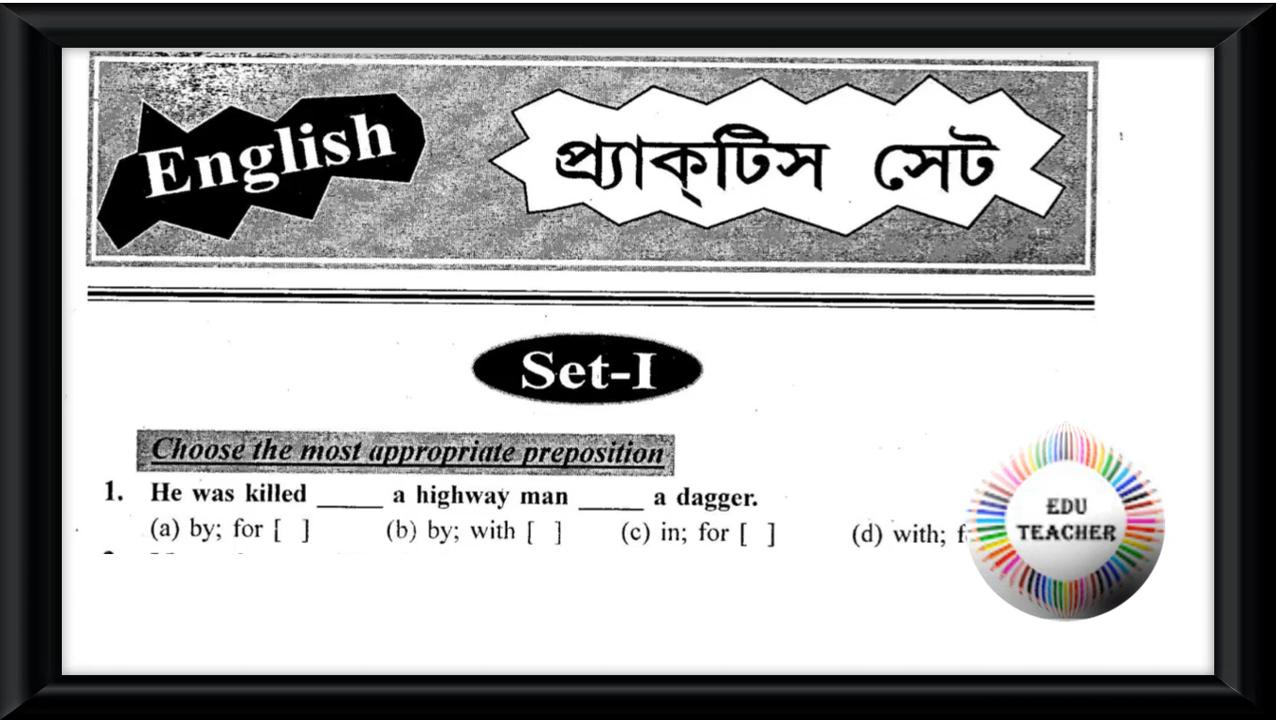 English
প্র্যাক্‌টিস সেট
Set-I
Choose the most appropriate preposition
1. He was killed _____ a highway man _____ a dagger.
(a) by; for [ ] (b) by; with [ ] (c) in; for [ ] (d) with;
EDU
TEACHER